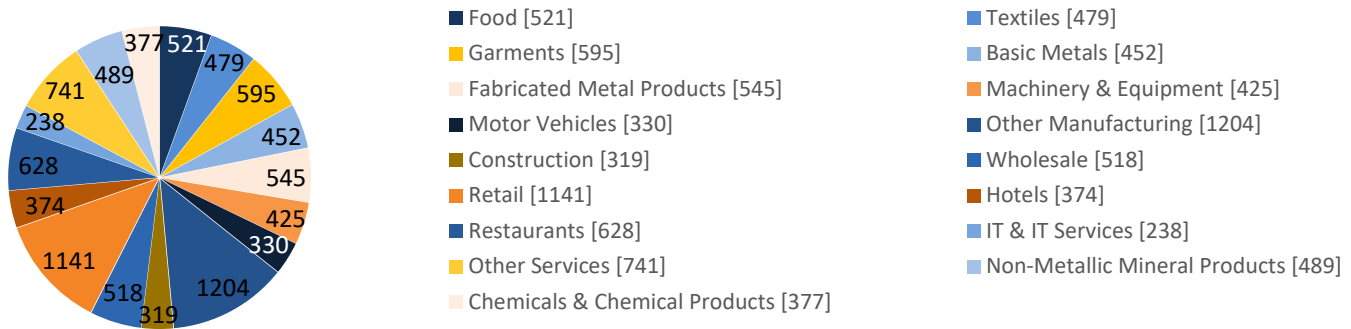 377
521
479
595
452
545
425
330
1204
319
518
1141
374
628
238
741
489
Food [521]
Textiles [479]
Garments [595]
Basic Metals [452]
Fabricated Metal Products [545]
Machinery & Equipment [425]
Motor Vehicles [330]
Other Manufacturing [1204]
Construction [319]
Wholesale [518]
Retail [1141]
Hotels [374]
Restaurants [628]
IT & IT Services [238]
Other Services [741]
Non-Metallic Mineral Products [489]
Chemicals & Chemical Products [377]